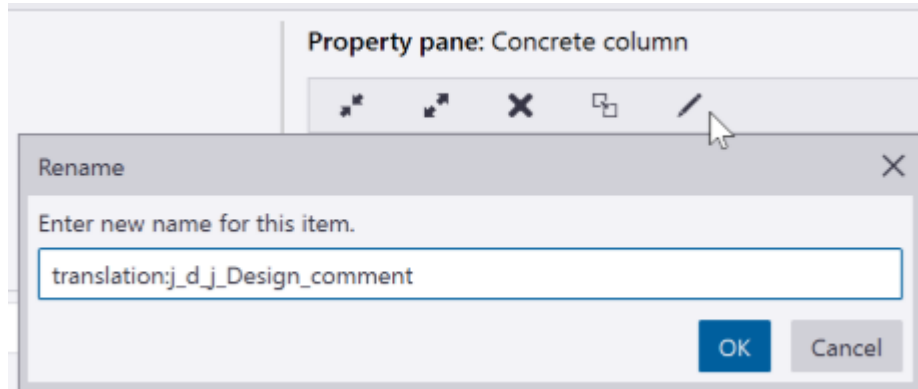 Property pane: Concrete column
Rename
Enter new name for this item.
translation:j_d_j_Design_comment
OK
Cancel